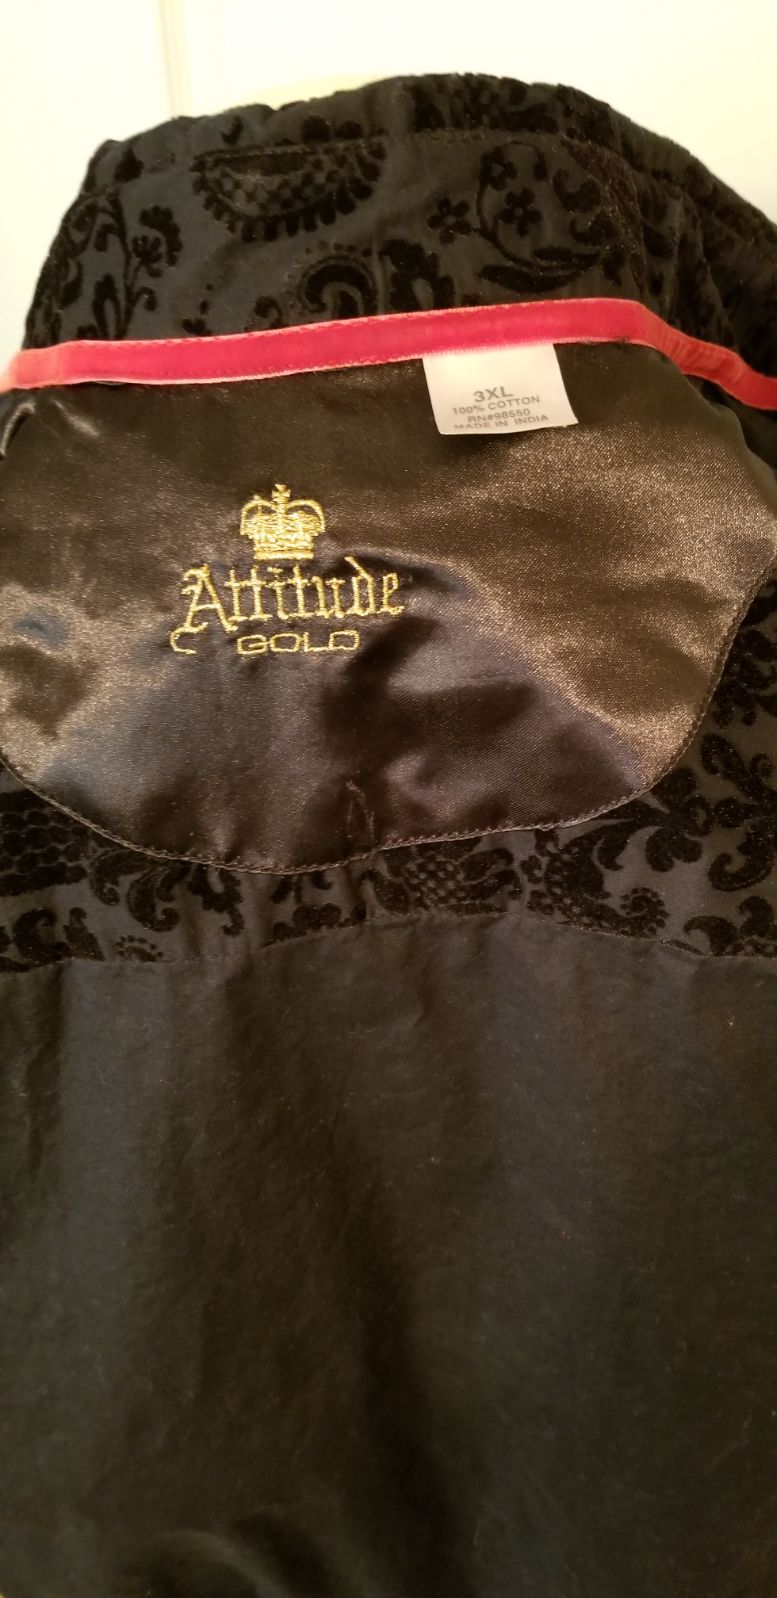 3XL
100% COTTON
RN#98550
MADE IN INDIA
Attitude
GOLD